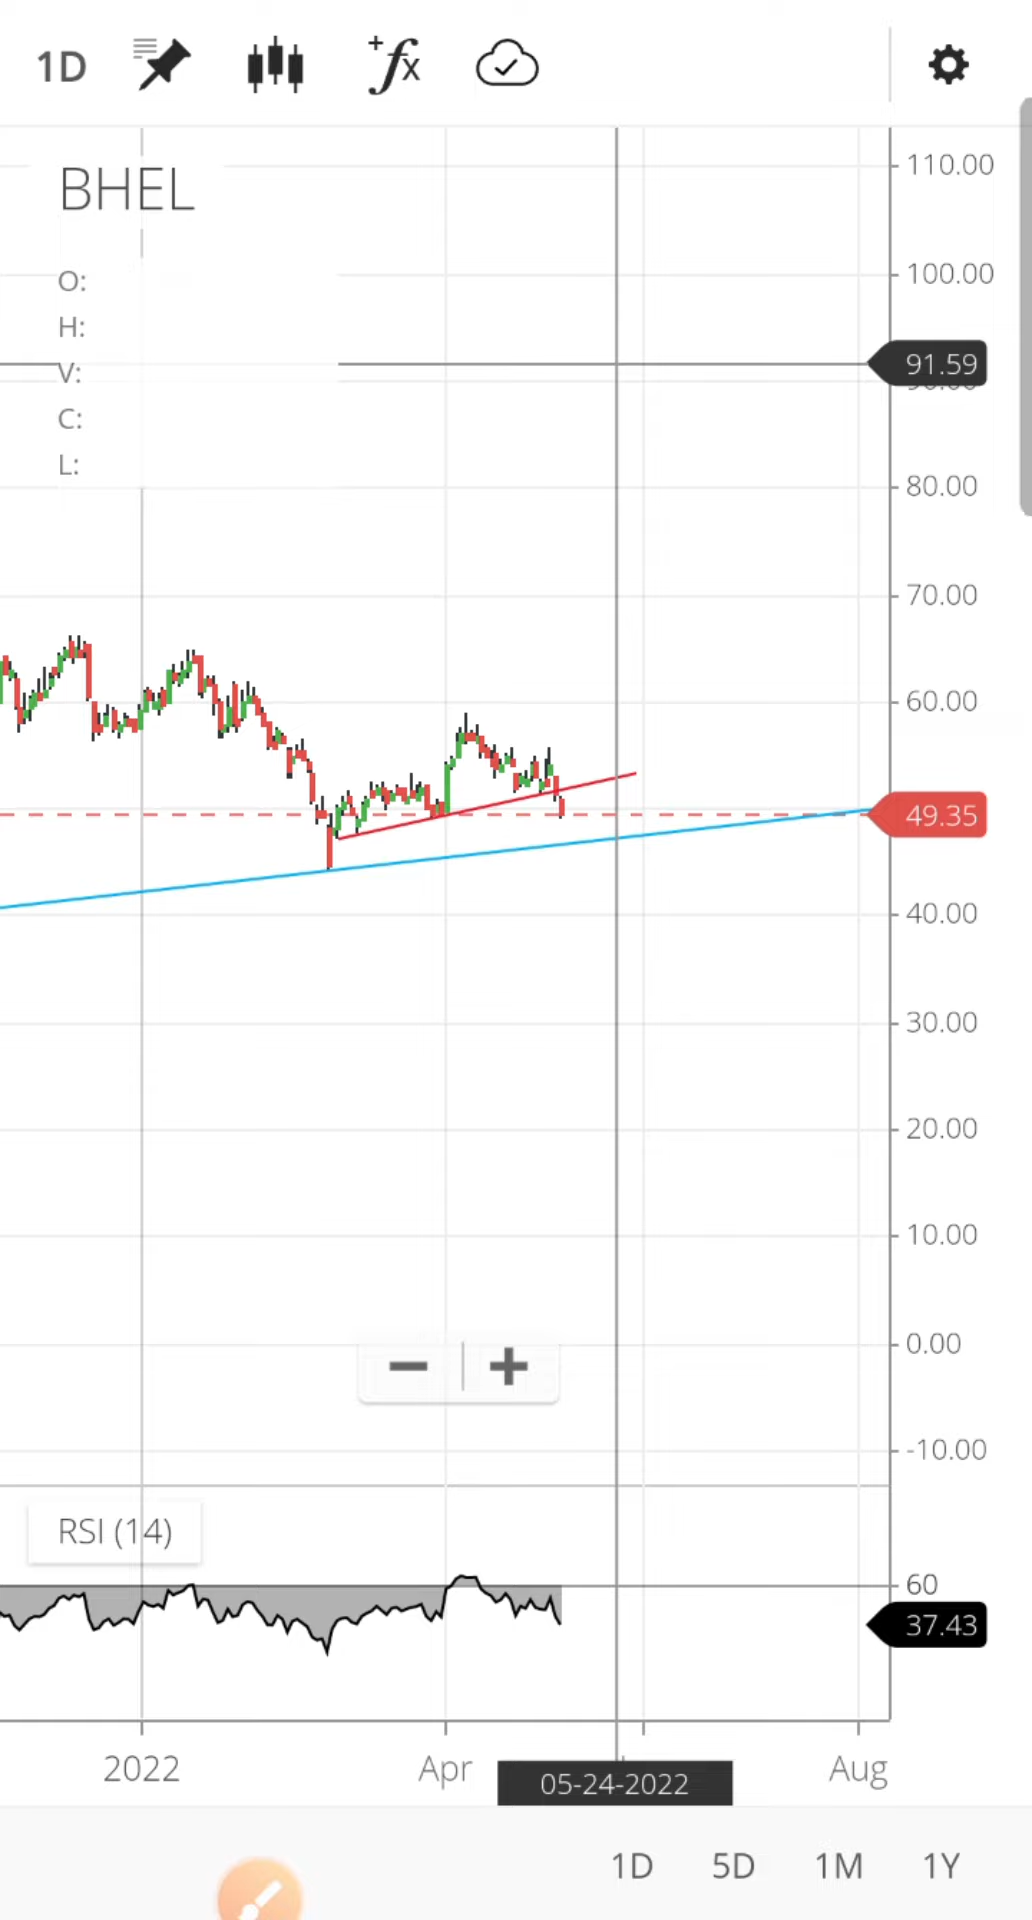 1D
BHEL
O:
H:
V:
C:
L:
110.00
100.00
91.59
80.00
70.00
60.00
49.35
40.00
30.00
20.00
10.00
0.00
-10.00
RSI (14)
60
37.43
2022 Apr 05-24-2022 Aug
1D 5D 1M 1Y